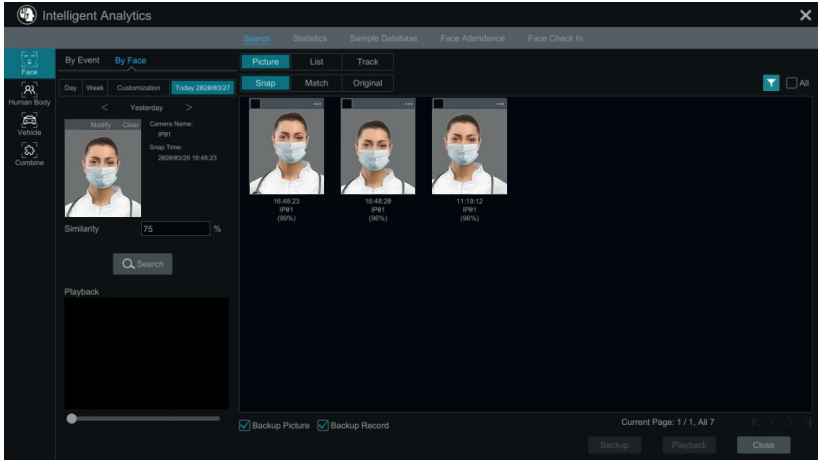 Intelligent Analytics
Search Statistics Sample Database Face Attendance Face Check In
Face
Human Body
Vehicle
Combine
By Event By Face
Day Week Customization Today 2020/03/27
< Yesterday >
Modify Clear
Camera Name:
IP01
Snap Time:
2020/03/26 16:48:23
Similarity 75 %
Search
Playback
Picture List Track
Snap Match Original
All
16:48:23
IP01
(99%)
16:48:20
IP01
(96%)
11:19:12
IP01
(96%)
Backup Picture Backup Record
Current Page: 1 / 1, All 7
Backup Playback Close